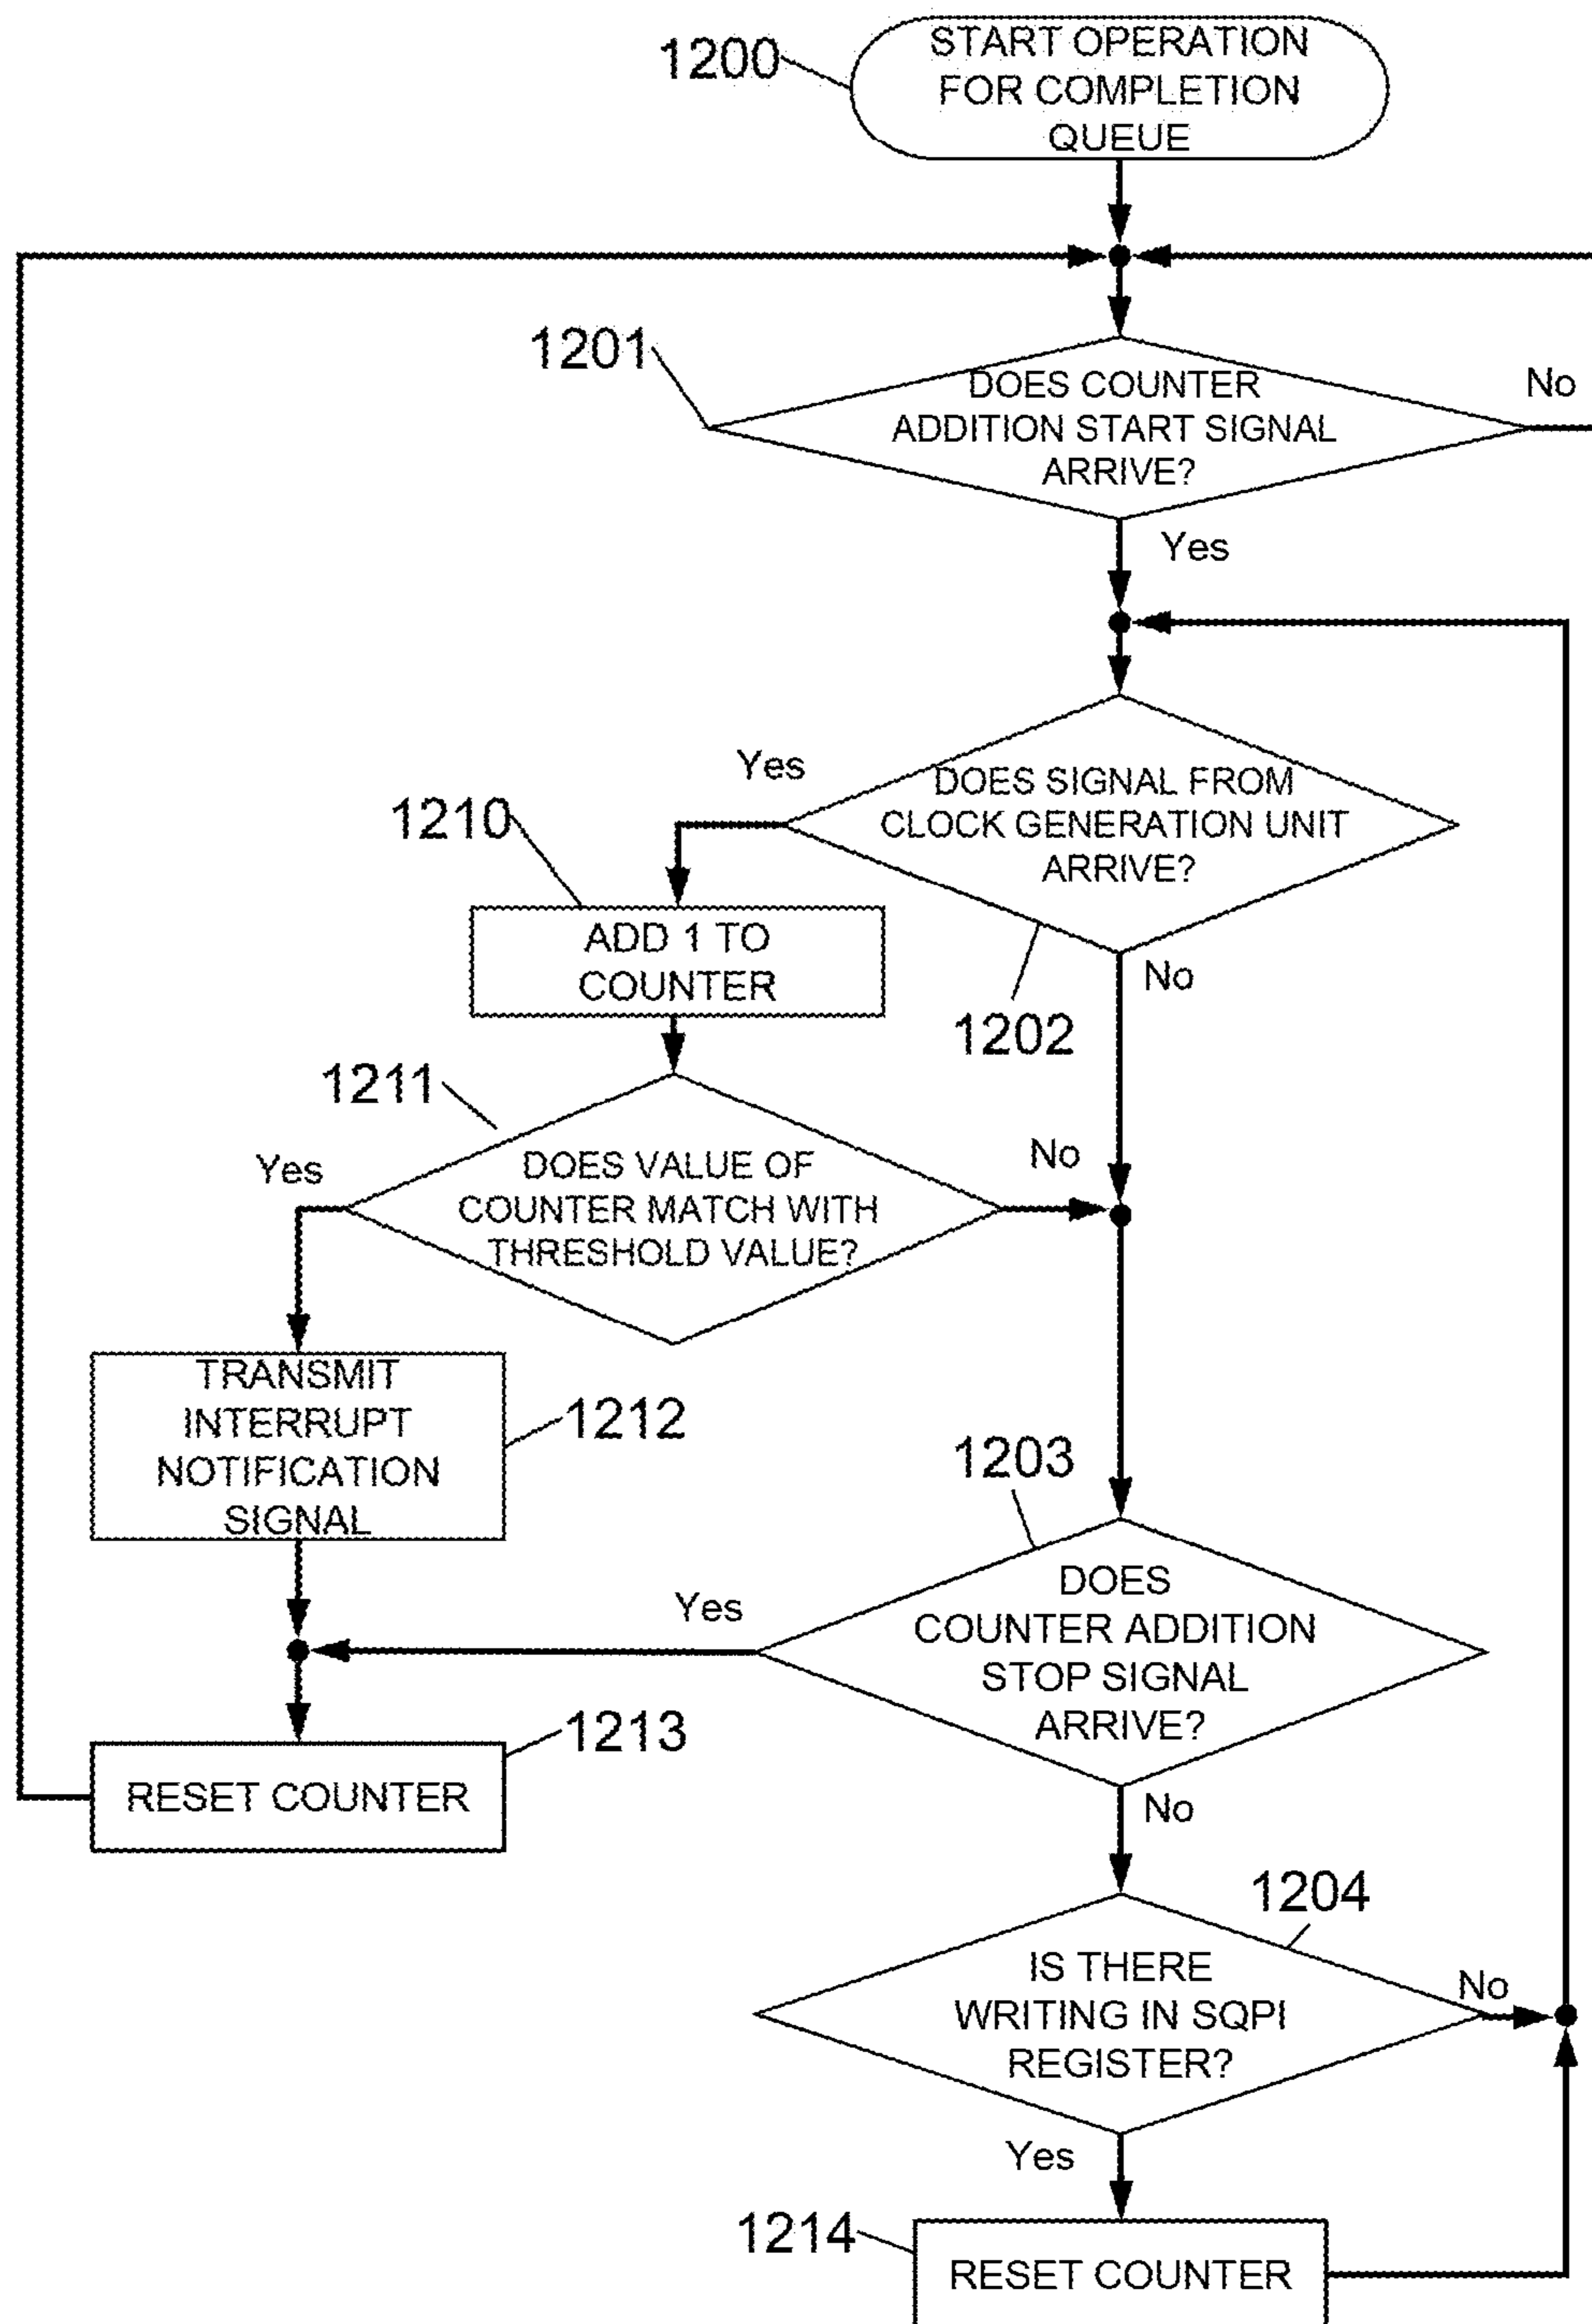 1200
START OPERATION
FOR COMPLETION
QUEUE
1201
DOES COUNTER
ADDITION START SIGNAL
ARRIVE?
No
Yes
Yes
DOES SIGNAL FROM
CLOCK GENERATION UNIT
ARRIVE?
1202
No
1210
ADD 1 TO
COUNTER
1211
Yes
DOES VALUE OF
COUNTER MATCH WITH
THRESHOLD VALUE?
No
TRANSMIT
INTERRUPT
NOTIFICATION
SIGNAL
1212
1203
Yes
DOES
COUNTER ADDITION
STOP SIGNAL
ARRIVE?
No
1213
RESET COUNTER
1204
IS THERE
WRITING IN SQPI
REGISTER?
No
Yes
1214
RESET COUNTER